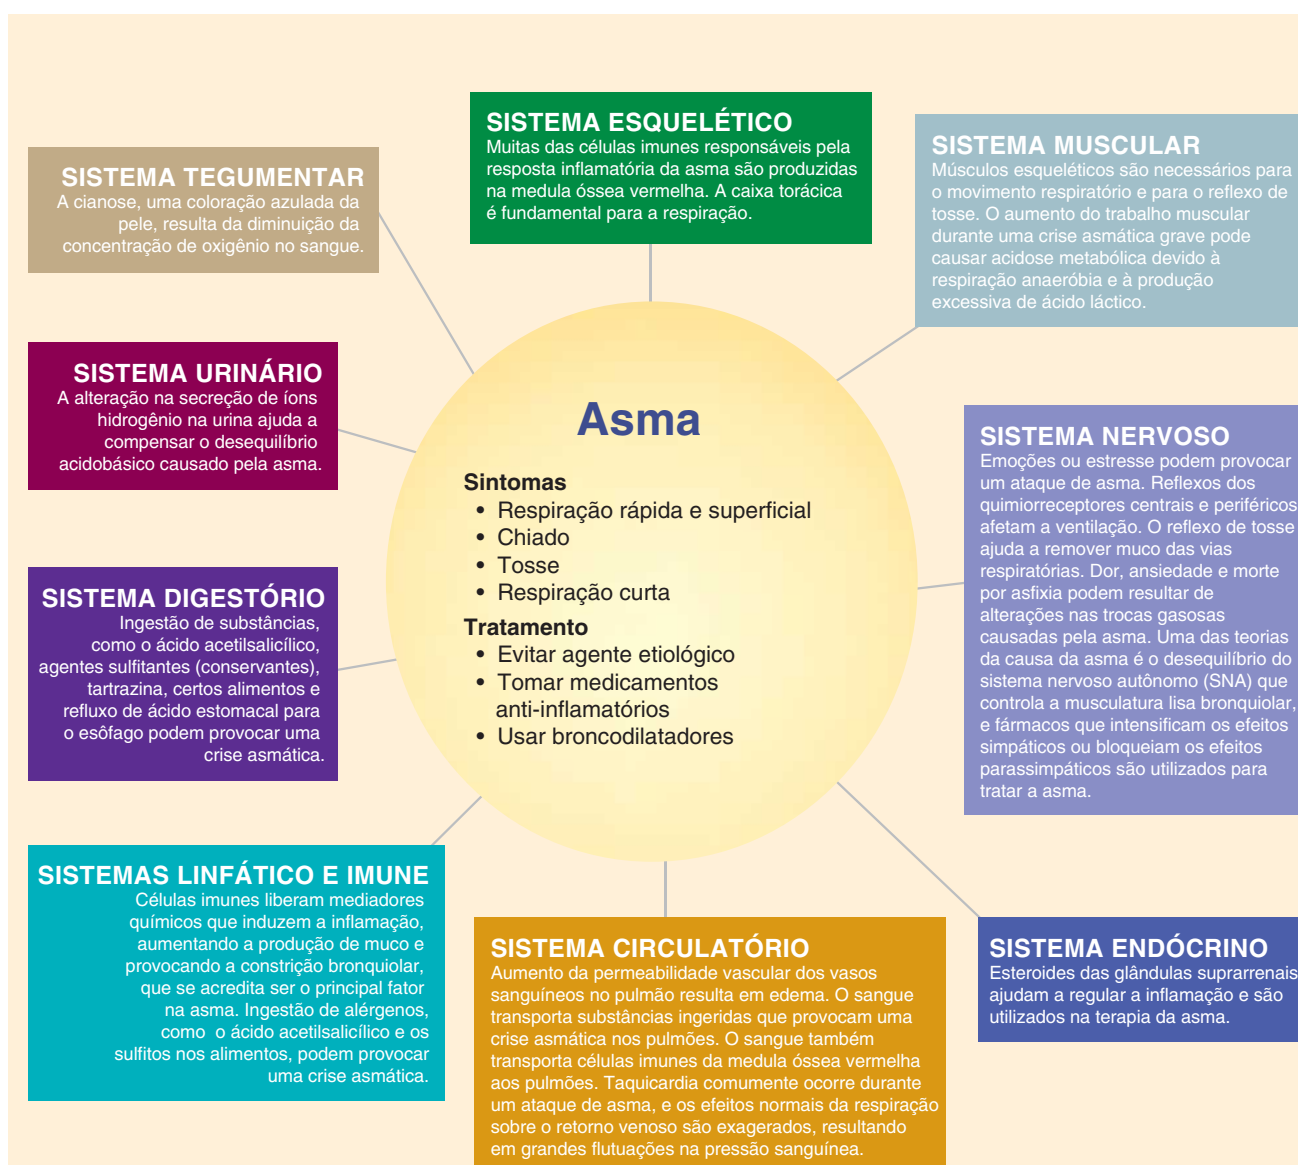 SISTEMA ESQUELÉTICO
Muitas das células imunes responsáveis pela
resposta inflamatória da asma são produzidas
na medula óssea vermelha. A caixa torácica
é fundamental para a respiração.
SISTEMA MUSCULAR
Músculos esqueléticos são necessários para
o movimento respiratório e para o reflexo de
tosse. O aumento do trabalho muscular
durante uma crise asmática grave pode
causar acidose metabólica devido à
respiração anaeróbia e à produção
excessiva de ácido láctico.
SISTEMA TEGUMENTAR
A cianose, uma coloração azulada da
pele, resulta da diminuição da
concentração de oxigênio no sangue.
SISTEMA URINÁRIO
A alteração na secreção de íons
hidrogênio na urina ajuda a
compensar o desequilíbrio
acidobásico causado pela asma.
Asma
Sintomas
• Respiração rápida e superficial
• Chiado
• Tosse
• Respiração curta
Tratamento
• Evitar agente etiológico
• Tomar medicamentos
anti-inflamatórios
• Usar broncodilatadores
SISTEMA NERVOSO
Emoções ou estresse podem provocar
um ataque de asma. Reflexos dos
quimiorreceptores centrais e periféricos
afetam a ventilação. O reflexo de tosse
ajuda a remover muco das vias
respiratórias. Dor, ansiedade e morte
por asfixia podem resultar de
alterações nas trocas gasosas
causadas pela asma. Uma das teorias
da causa da asma é o desequilíbrio do
sistema nervoso autônomo (SNA) que
controla a musculatura lisa bronquiolar,
e fármacos que intensificam os efeitos
simpáticos ou bloqueiam os efeitos
parassimpáticos são utilizados para
tratar a asma.
SISTEMA DIGESTÓRIO
Ingestão de substâncias,
como o ácido acetilsalicílico,
agentes sulfitantes (conservantes),
tartrazina, certos alimentos e
refluxo de ácido estomacal para
o esôfago podem provocar uma
crise asmática.
SISTEMAS LINFÁTICO E IMUNE
Células imunes liberam mediadores
químicos que induzem a inflamação,
aumentando a produção de muco e
provocando a constrição bronquiolar,
que se acredita ser o principal fator
na asma. Ingestão de alérgenos,
como o ácido acetilsalicílico e os
sulfitos nos alimentos, podem provocar
uma crise asmática.
SISTEMA CIRCULATÓRIO
Aumento da permeabilidade vascular dos vasos
sanguíneos no pulmão resulta em edema. O sangue
transporta substâncias ingeridas que provocam uma
crise asmática nos pulmões. O sangue também
transporta células imunes da medula óssea vermelha
aos pulmões. Taquicardia comumente ocorre durante
um ataque de asma, e os efeitos normais da respiração
sobre o retorno venoso são exagerados, resultando
em grandes flutuações na pressão sanguínea.
SISTEMA ENDÓCRINO
Esteroides das glândulas suprarrenais
ajudam a regular a inflamação e são
utilizados na terapia da asma.